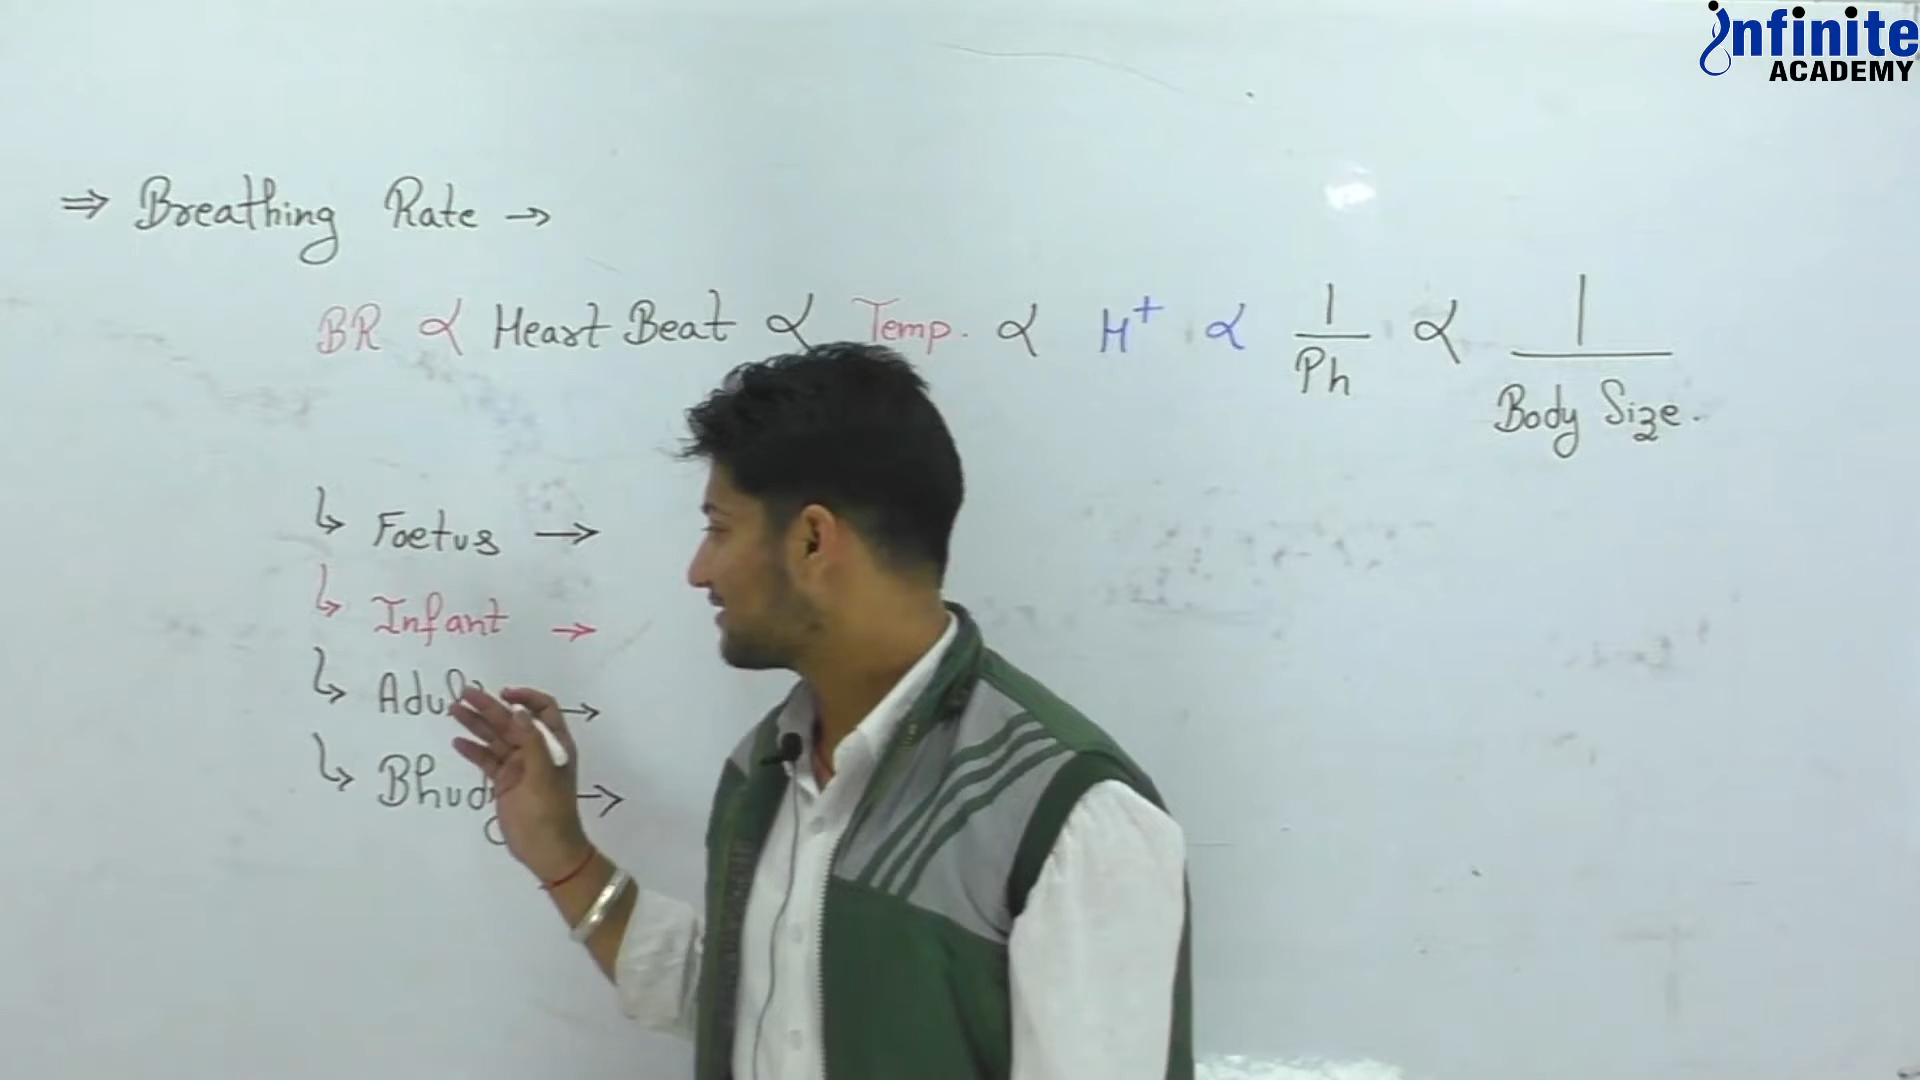 infinite
ACADEMY
⇒ Breathing Rate →
BR ∝ Heart Beat ∝ Temp. ∝ H⁺ ∝ 1/Ph ∝ 1/Body Size.
↳ Foetus →
↳ Infant →
↳ →
↳ →